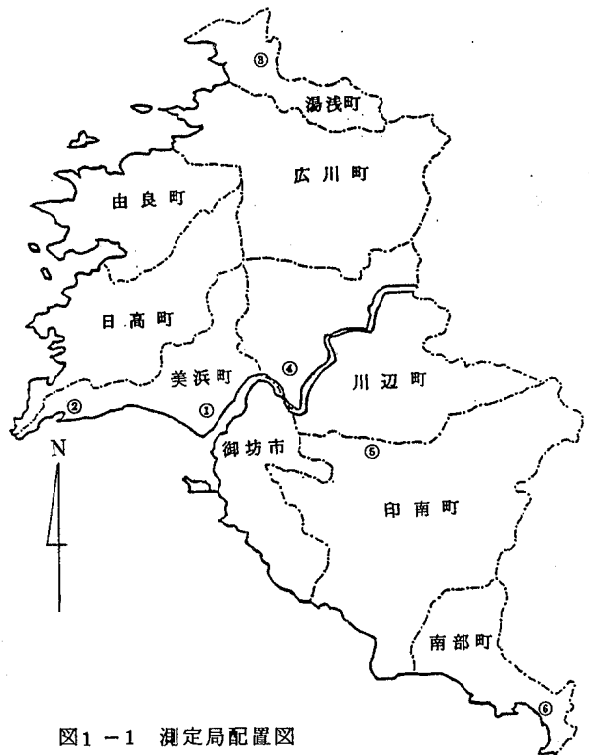 ③
湯浅町
広川町
由良町
日高町
④
美浜町
川辺町
②
①
N
御坊市
⑤
印南町
南部町
⑥
図1-1 測定局配置図